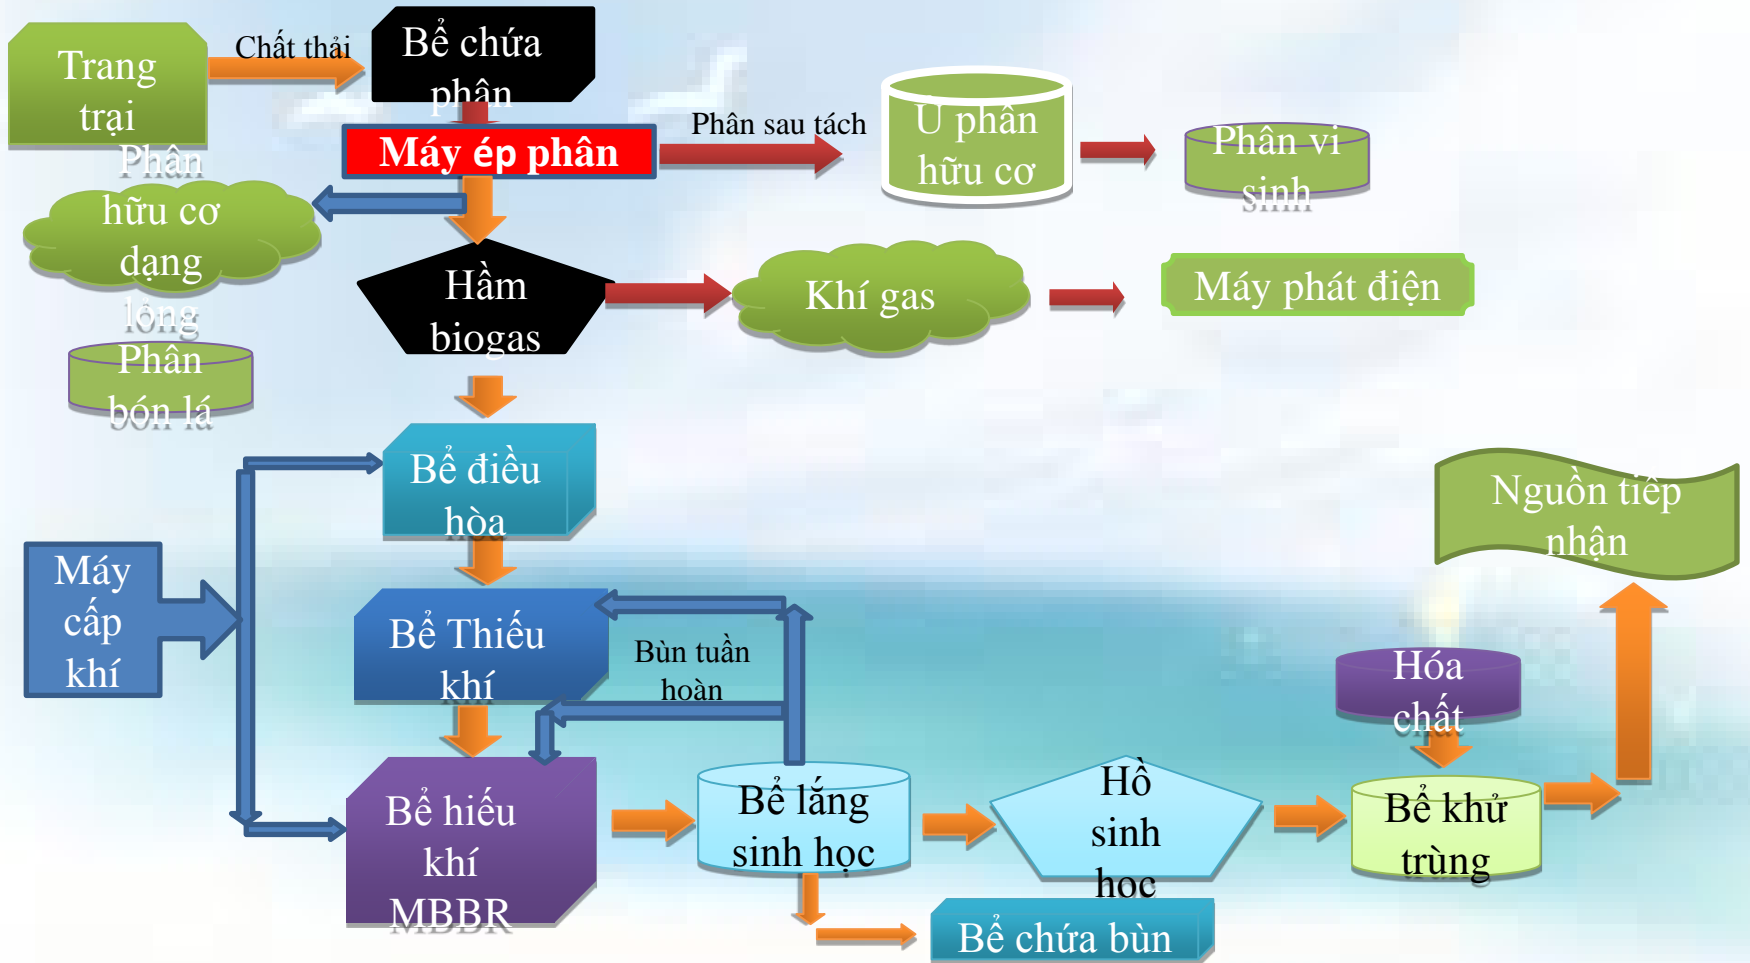 Trang
trại
Chất thải
Bể chứa
phân
Máy ép phân
Phân sau tách
Ủ phân
hữu cơ
Phân vi
sinh
Phân
hữu cơ
dạng
lỏng
Phân
bón lá
Hầm
biogas
Khí gas
Máy phát điện
Bể điều
hòa
Máy
cấp
khí
Bể Thiếu
khí
Bùn tuần
hoàn
Bể hiếu
khí
MBBR
Bể lắng
sinh học
Bể chứa bùn
Hồ
sinh
học
Hóa
chất
Bể khử
trùng
Nguồn tiếp
nhận